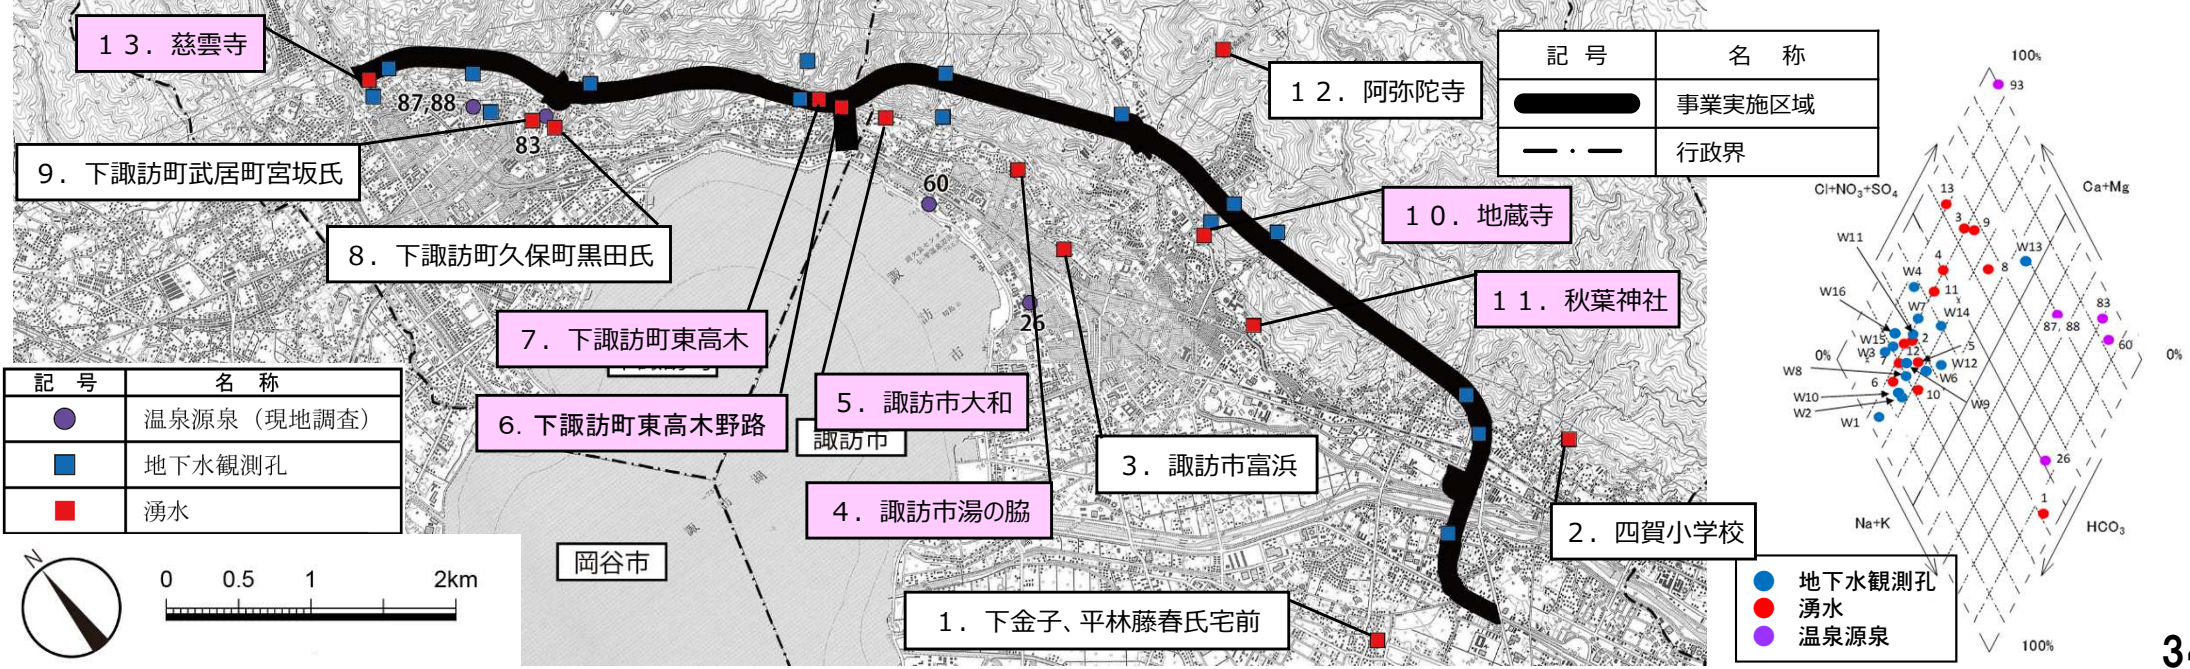 13．慈雲寺
87,88
83
9．下諏訪町武居町宮坂氏
8．下諏訪町久保町黒田氏
7．下諏訪町東高木
6．下諏訪町東高木野路
5．諏訪市大和
60
26
4．諏訪市湯の脇
3．諏訪市富浜
12．阿弥陀寺
10．地蔵寺
11．秋葉神社
2．四賀小学校
1．下金子、平林藤春氏宅前
諏訪市
岡谷市
記号 名称
事業実施区域
行政界
記号 名称
温泉源泉（現地調査）
地下水観測孔
湧水
N
0 0.5 1 2km
100%
93
Cl+NO₃+SO₄
Ca+Mg
13
3
9
W11
W13
4
8
W4
11
W16
W7
W14
83
87, 88
60
W15
2
0%
W3
12
5
0%
W8
W12
6
W6
W10
10
W9
W2
W1
26
1
Na+K
HCO₃
100%
地下水観測孔
湧水
温泉源泉